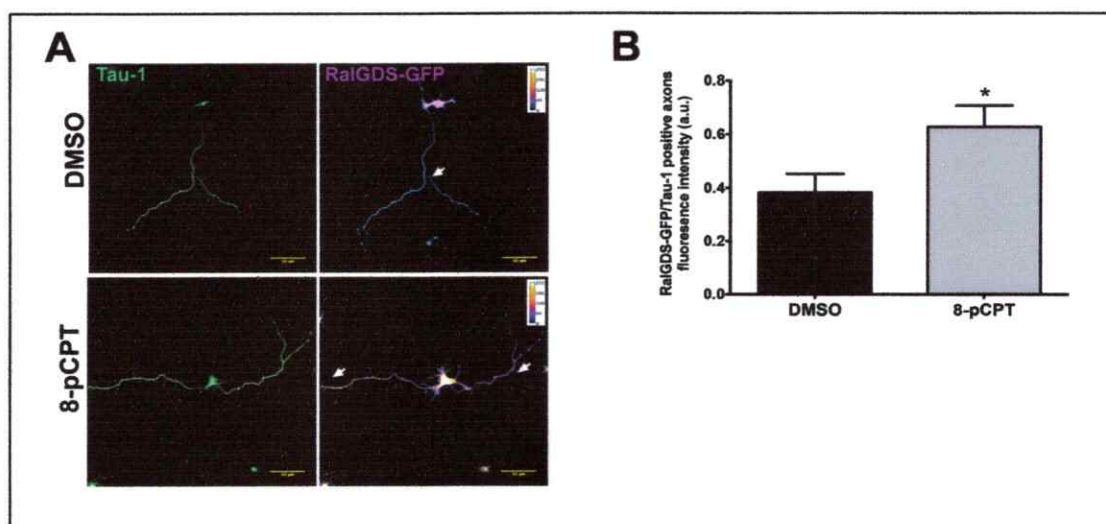 A
Tau-1
RalGDS-GFP
DMSO
8-pCPT
B
RalGDS-GFP/Tau-1 positive axons
fluoresence intensity (a.u.)
0.8
0.6
0.4
0.2
0.0
*
DMSO
8-pCPT